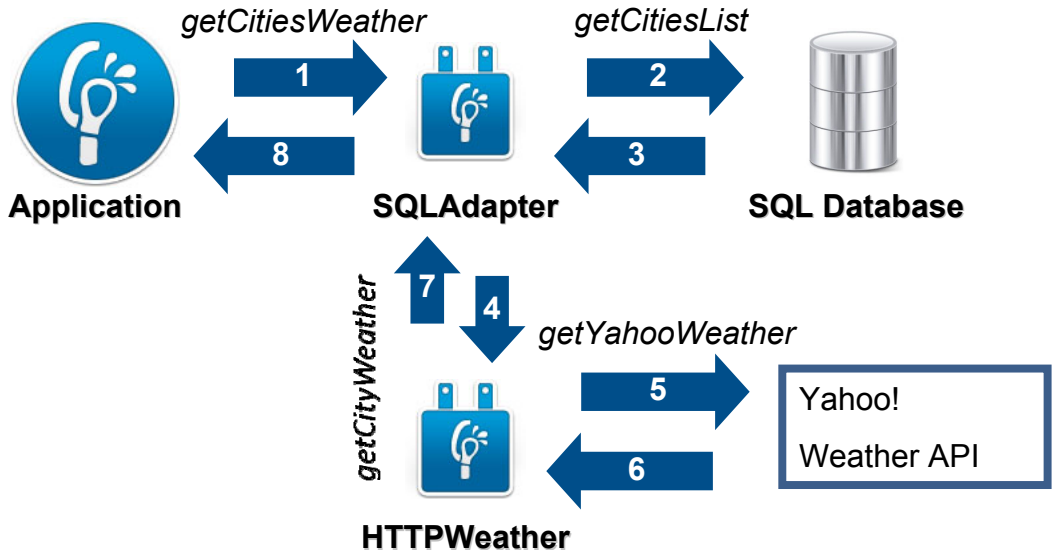 getCitiesWeather
getCitiesList
1
2
8
3
Application
SQLAdapter
SQL Database
getCityWeather
7
4
getYahooWeather
5
6
Yahoo!
Weather API
HTTPWeather